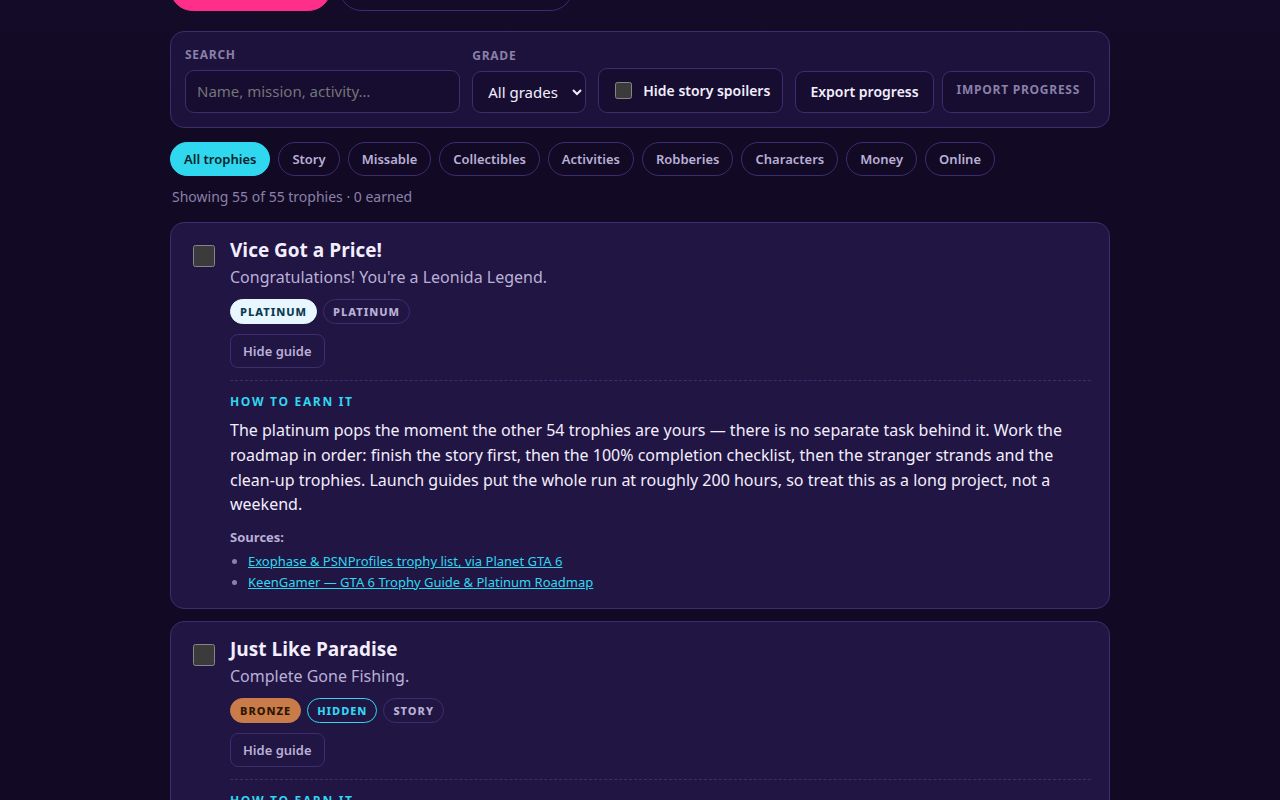 SEARCH
GRADE
Name, mission, activity...
All grades
Hide story spoilers
Export progress
IMPORT PROGRESS
All trophies
Story
Missable
Collectibles
Activities
Robberies
Characters
Money
Online
Showing 55 of 55 trophies · 0 earned
Vice Got a Price!
Congratulations! You're a Leonida Legend.
PLATINUM
PLATINUM
Hide guide
HOW TO EARN IT
The platinum pops the moment the other 54 trophies are yours — there is no separate task behind it. Work the
roadmap in order: finish the story first, then the 100% completion checklist, then the stranger strands and the
clean-up trophies. Launch guides put the whole run at roughly 200 hours, so treat this as a long project, not a
weekend.
Sources:
Exophase & PSNProfiles trophy list, via Planet GTA 6
KeenGamer — GTA 6 Trophy Guide & Platinum Roadmap
Just Like Paradise
Complete Gone Fishing.
BRONZE
HIDDEN
STORY
Hide guide
HOW TO EARN IT